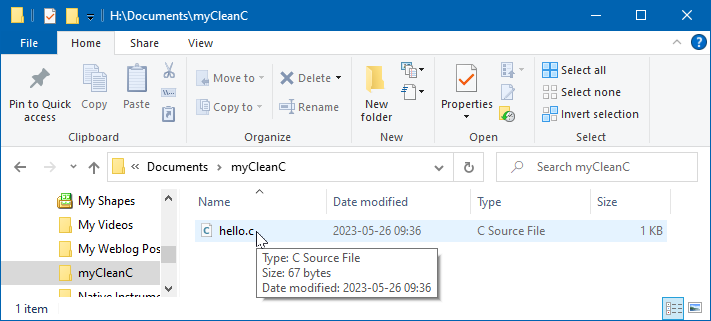 H:\Documents\myCleanC
File Home Share View
Pin to Quick access
Copy
Paste
Clipboard
Move to
Copy to
Delete
Rename
Organize
New folder
New
Properties
Open
Select all
Select none
Invert selection
Select
Documents myCleanC
Search myCleanC
My Shapes
My Videos
My Weblog Pos
myCleanC
Native Instrum
Name Date modified Type Size
hello.c 2023-05-26 09:36 C Source File 1 KB
Type: C Source File
Size: 67 bytes
Date modified: 2023-05-26 09:36
1 item